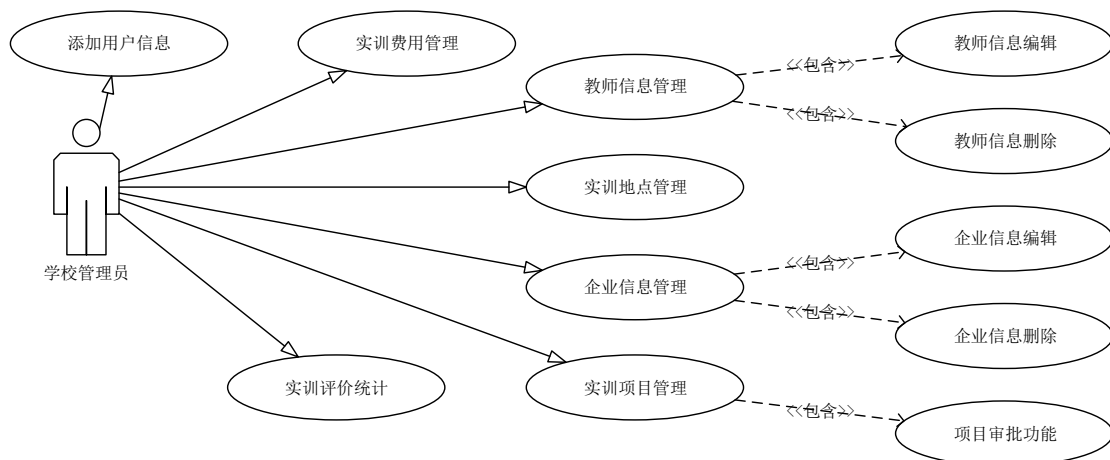 添加用户信息
实训费用管理
教师信息编辑
<<包含>>
教师信息管理
<<包含>>
教师信息删除
实训地点管理
学校管理员
企业信息编辑
<<包含>>
企业信息管理
<<包含>>
企业信息删除
实训评价统计
实训项目管理
<<包含>>
项目审批功能